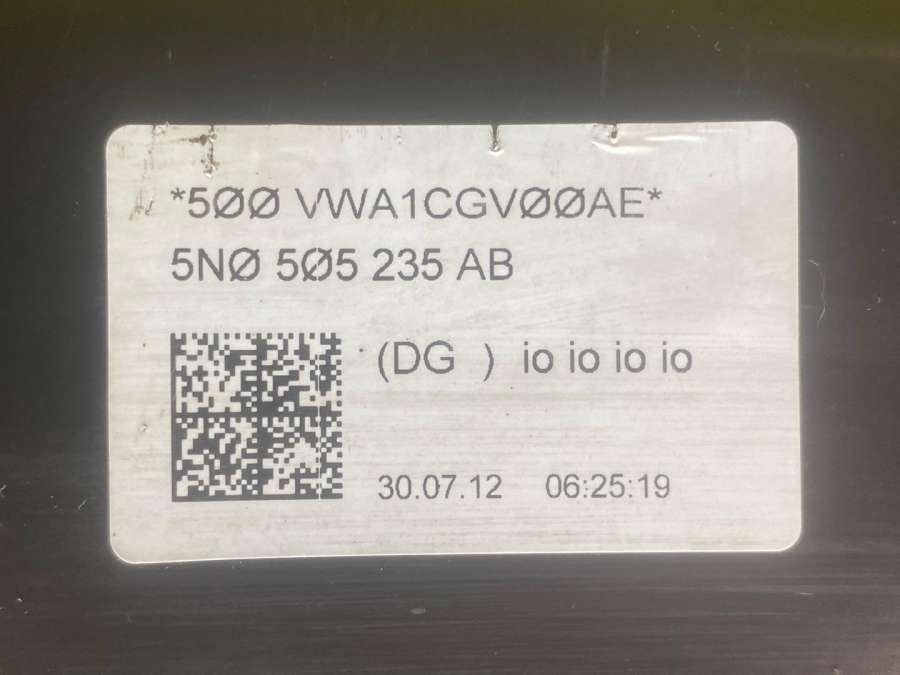 *5ØØ VWA1CGVØØAE*
5NØ 5Ø5 235 AB
(DG ) io io io io
30.07.12 06:25:19